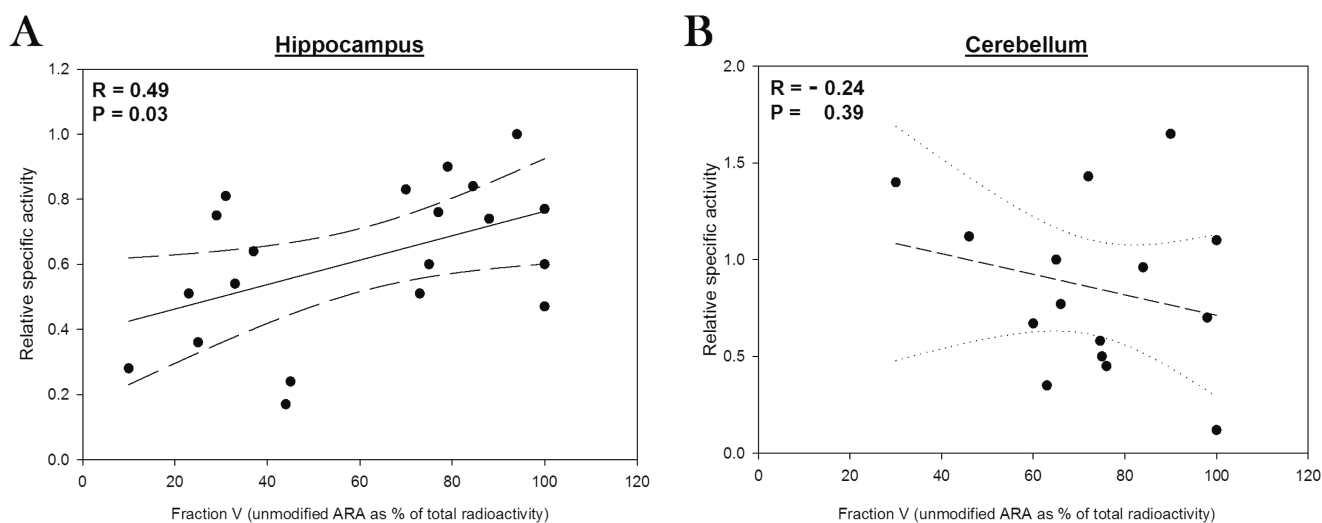 A
Hippocampus
R = 0.49
P = 0.03
1.2
1.0
0.8
0.6
0.4
0.2
0.0
Relative specific activity
0 20 40 60 80 100 120
Fraction V (unmodified ARA as % of total radioactivity)
B
Cerebellum
R = - 0.24
P = 0.39
2.0
1.5
1.0
0.5
0.0
Relative specific activity
0 20 40 60 80 100 120
Fraction V (unmodified ARA as % of total radioactivity)